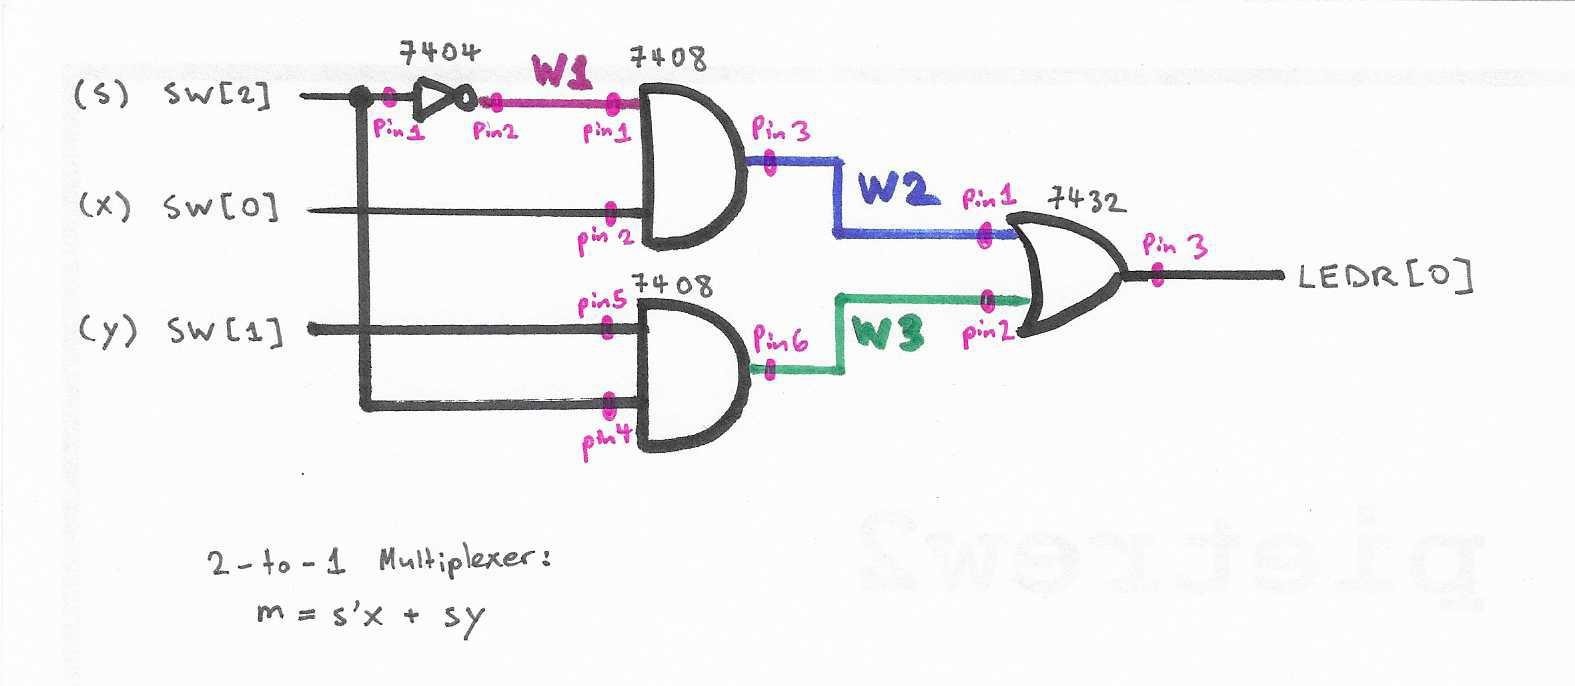 7404
W1
7408
(S) SW[2]
Pin1
Pin2
pin1
Pin 3
(X) SW[0]
pin 2
W2
Pin1
7432
Pin 3
LEDR[0]
7408
pin5
(y) SW[1]
Pin6
W3
pin2
pin4
2-to-1 Multiplexer:
m = s'x + sy
pietrew2